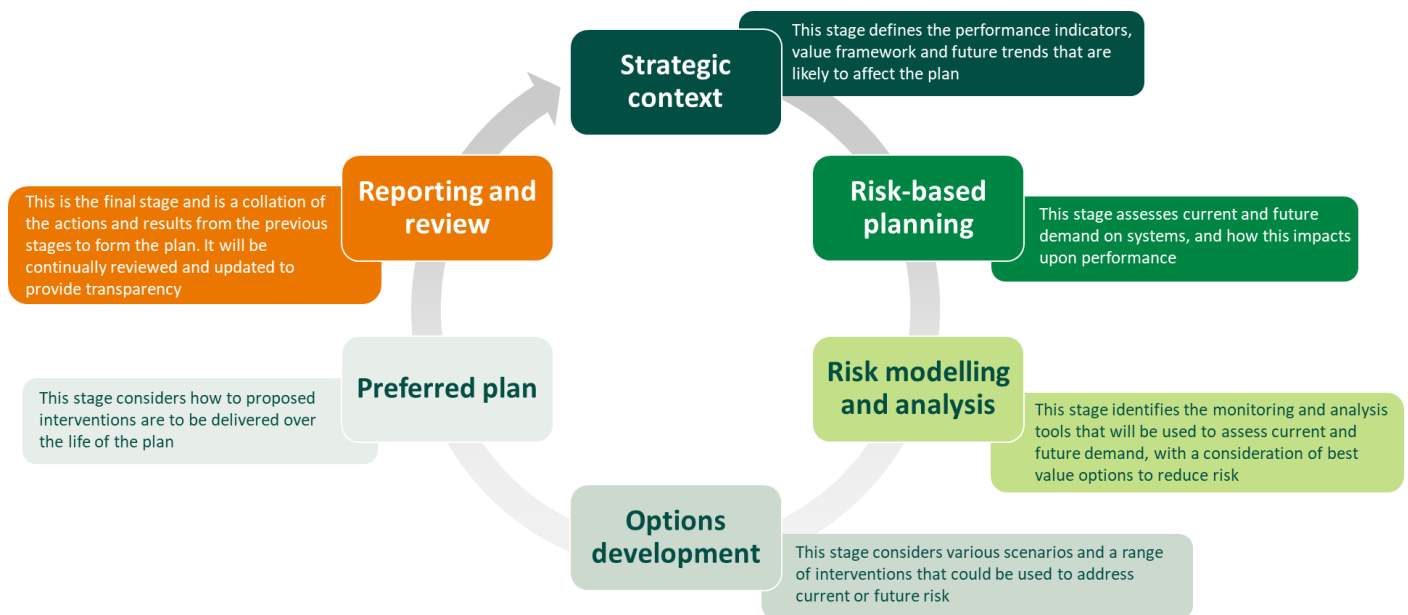 Strategic
context
This stage defines the performance indicators,
value framework and future trends that are
likely to affect the plan
Risk-based
planning
This stage assesses current and future
demand on systems, and how this impacts
upon performance
Risk modelling
and analysis
This stage identifies the monitoring and analysis
tools that will be used to assess current and
future demand, with a consideration of best
value options to reduce risk
Options
development
This stage considers various scenarios and a range
of interventions that could be used to address
current or future risk
Preferred plan
This stage considers how to proposed
interventions are to be delivered over
the life of the plan
Reporting and
review
This is the final stage and is a collation of
the actions and results from the previous
stages to form the plan. It will be
continually reviewed and updated to
provide transparency